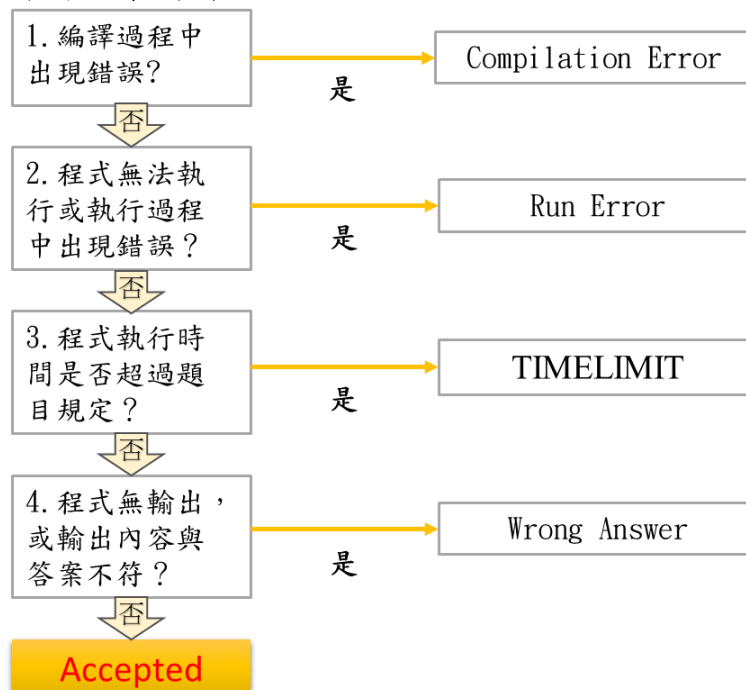 1.編譯過程中
出現錯誤?
是
Compilation Error
否
2.程式無法執
行或執行過程
中出現錯誤？
是
Run Error
否
3.程式執行時
間是否超過題
目規定？
是
TIMELIMIT
否
4.程式無輸出，
或輸出內容與
答案不符？
是
Wrong Answer
否
Accepted